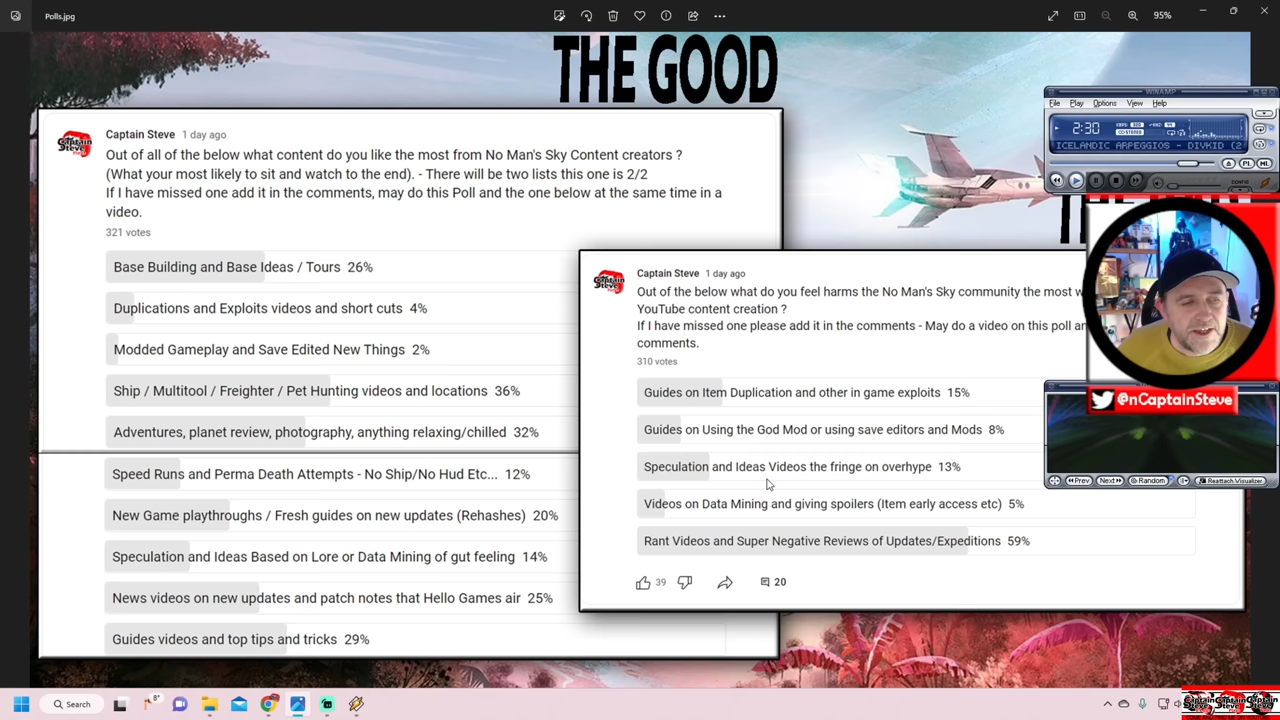 Polls.jpg
95%
THE GOOD
Captain Steve 1 day ago
Out of all of the below what content do you like the most from No Man's Sky Content creators ?
(What your most likely to sit and watch to the end). - There will be two lists this one is 2/2
If I have missed one add it in the comments, may do this Poll and the one below at the same time in a
video.
321 votes
Base Building and Base Ideas / Tours 26%
Duplications and Exploits videos and short cuts 4%
Modded Gameplay and Save Edited New Things 2%
Ship / Multitool / Freighter / Pet Hunting videos and locations 36%
Adventures, planet review, photography, anything relaxing/chilled 32%
Speed Runs and Perma Death Attempts - No Ship/No Hud Etc... 12%
New Game playthroughs / Fresh guides on new updates (Rehashes) 20%
Speculation and Ideas Based on Lore or Data Mining of gut feeling 14%
News videos on new updates and patch notes that Hello Games air 25%
Guides videos and top tips and tricks 29%
Captain Steve 1 day ago
Out of the below what do you feel harms the No Man's Sky community the most w
YouTube content creation ?
If I have missed one please add it in the comments - May do a video on this poll an
comments.
310 votes
Guides on Item Duplication and other in game exploits 15%
Guides on Using the God Mod or using save editors and Mods 8%
Speculation and Ideas Videos the fringe on overhype 13%
Videos on Data Mining and giving spoilers (Item early access etc) 5%
Rant Videos and Super Negative Reviews of Updates/Expeditions 59%
39
20
WINAMP
File Play Options View Help
2:30
ICELANDIC ARPEGGIOS - DIVKID (2
@nCaptainSteve
Prev Next Random Reattach Visualizer
Search
8°